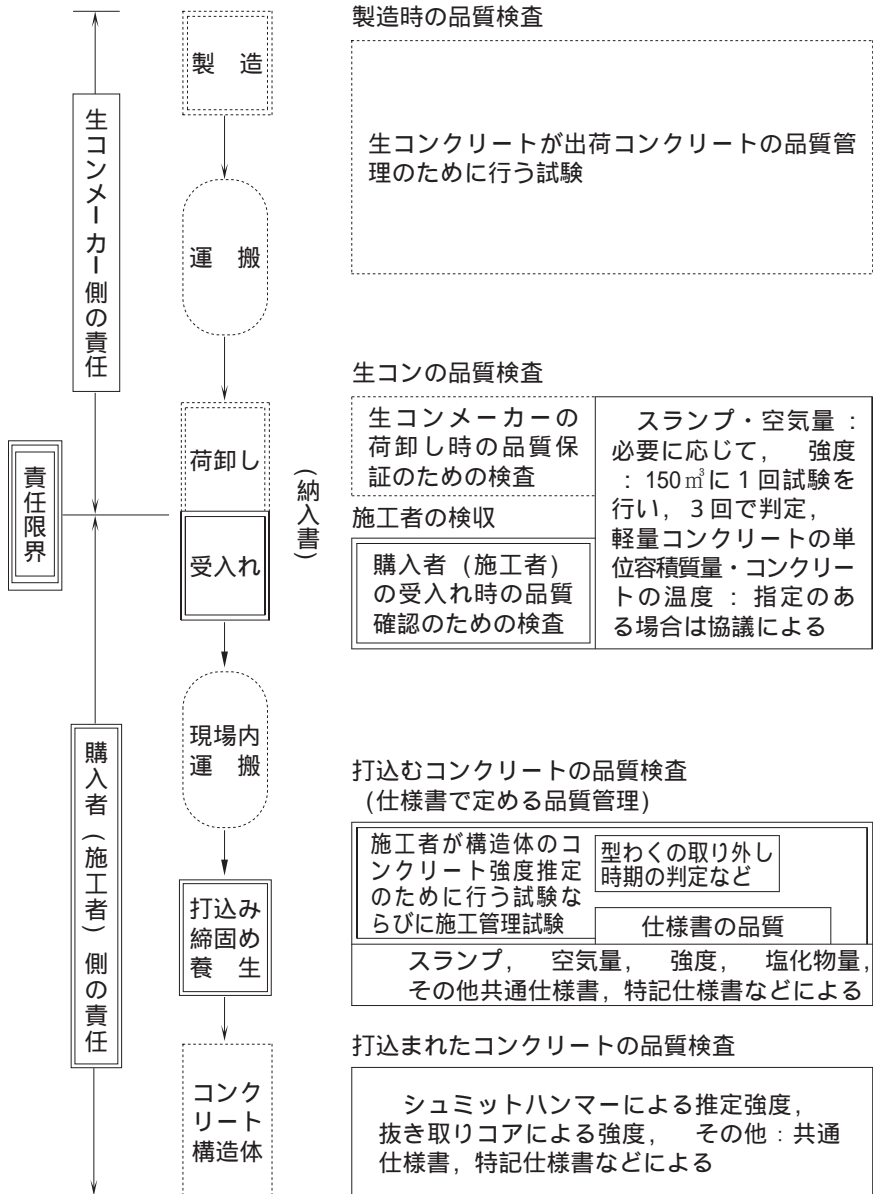 製造時の品質検査
製 造
生コンクリートが出荷コンクリートの品質管
理のために行う試験
生コンメーカー側の責任
運 搬
生コンの品質検査
荷卸し
(納入書)
生コンメーカーの
荷卸し時の品質保
証のための検査
スランプ・空気量:
必要に応じて, 強度
:150㎥に1回試験を
行い, 3回で判定,
軽量コンクリートの単
位容積質量・コンクリー
トの温度:指定のあ
る場合は協議による
責任限界
施工者の検収
受入れ
購入者 (施工者)
の受入れ時の品質
確認のための検査
購入者(施工者)側の責任
現場内
運 搬
打込むコンクリートの品質検査
(仕様書で定める品質管理)
打込み
締固め
養 生
施工者が構造体のコ
ンクリート強度推定
のために行う試験な
らびに施工管理試験
型わくの取り外し
時期の判定など
仕様書の品質
スランプ, 空気量, 強度, 塩化物量,
その他共通仕様書, 特記仕様書などによる
打込まれたコンクリートの品質検査
コンク
リート
構造体
シュミットハンマーによる推定強度,
抜き取りコアによる強度, その他:共通
仕様書, 特記仕様書などによる